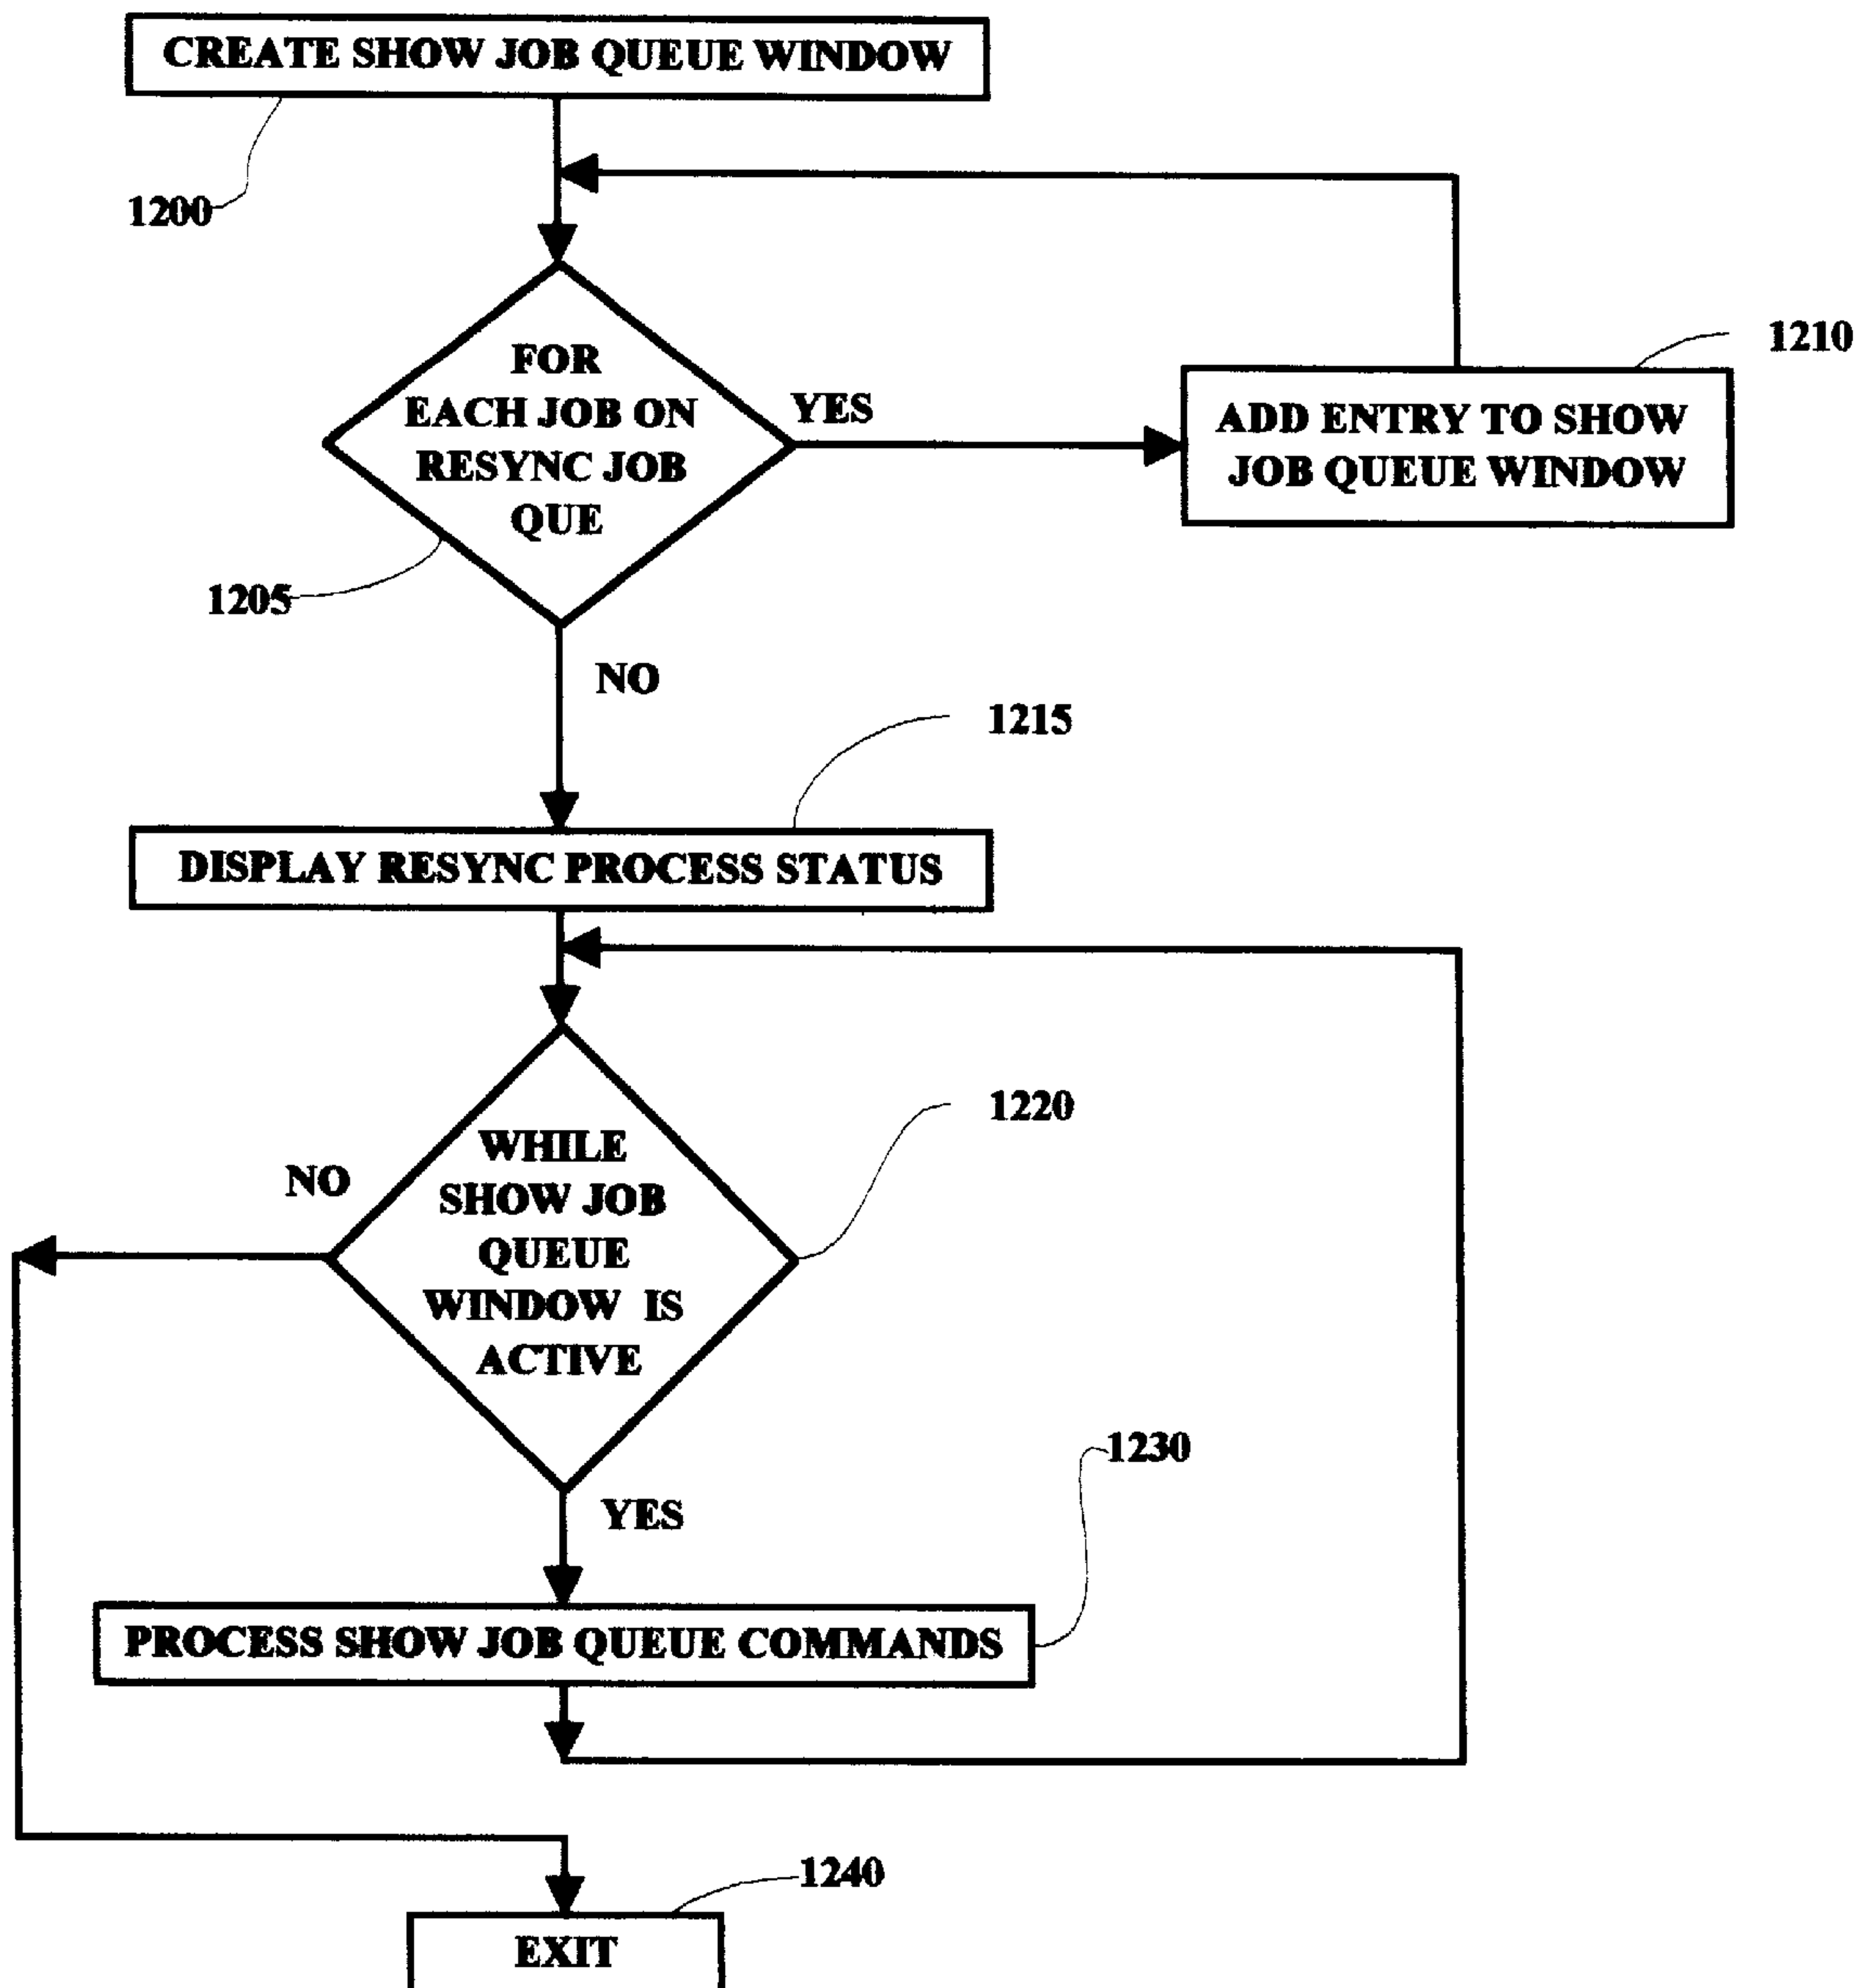 CREATE SHOW JOB QUEUE WINDOW
1200
1210
FOR
EACH JOB ON
RESYNC JOB
QUE
YES
ADD ENTRY TO SHOW
JOB QUEUE WINDOW
1205
NO
1215
DISPLAY RESYNC PROCESS STATUS
1220
WHILE
SHOW JOB
QUEUE
WINDOW IS
ACTIVE
NO
1230
YES
PROCESS SHOW JOB QUEUE COMMANDS
1240
EXIT